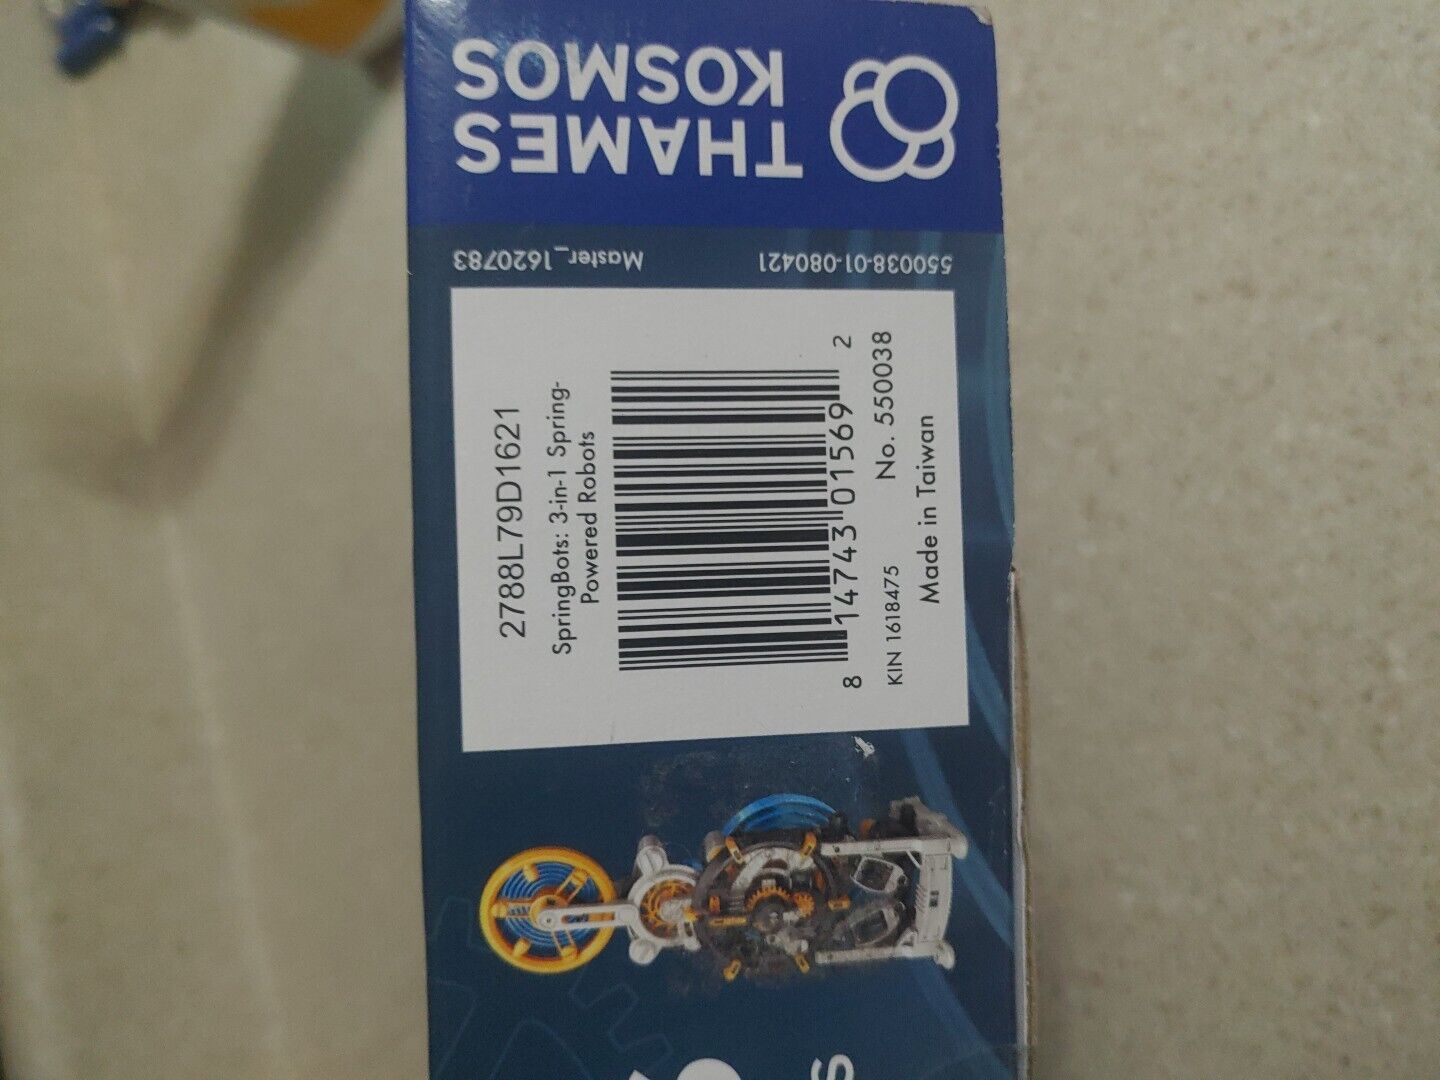 THAMES
KOSMOS
550038-01-080421
Master_1620783
2788L79D1621
SpringBots: 3-in-1 Spring-
Powered Robots
8 14743 01569 2
KIN 1618475
No. 550038
Made in Taiwan